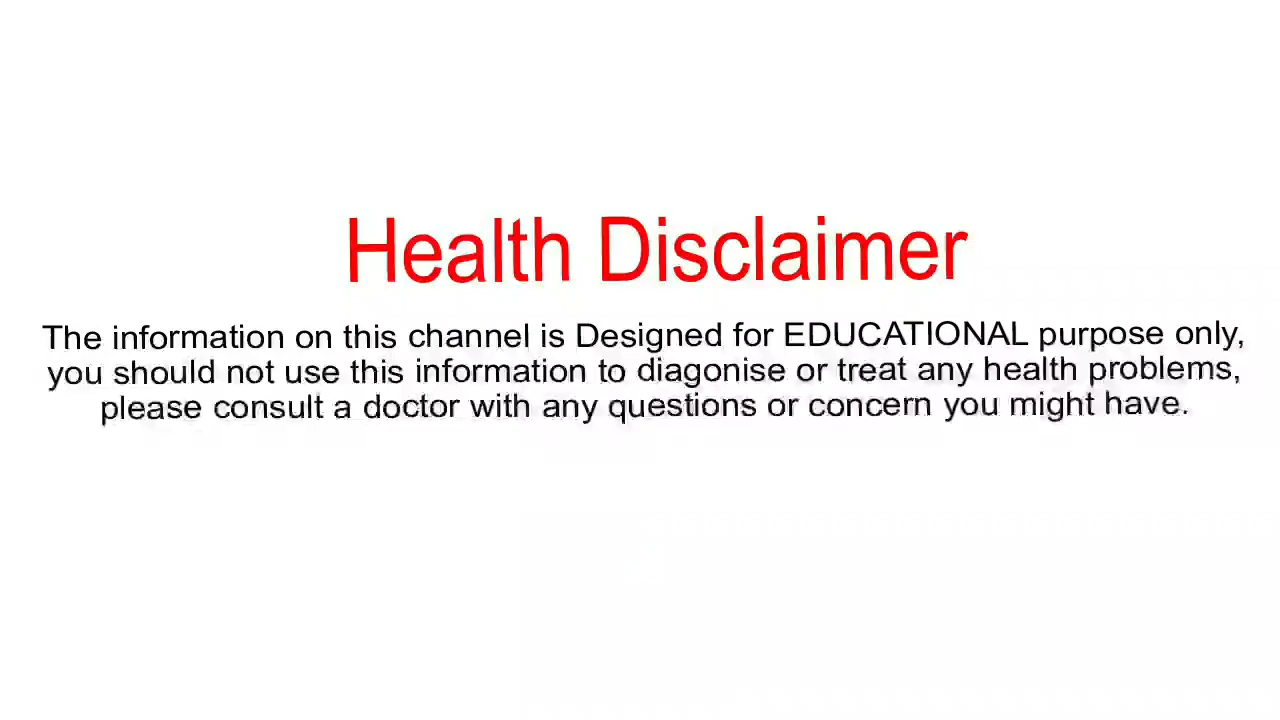 Health Disclaimer
The information on this channel is Designed for EDUCATIONAL purpose only,
you should not use this information to diagonise or treat any health problems,
please consult a doctor with any questions or concern you might have.